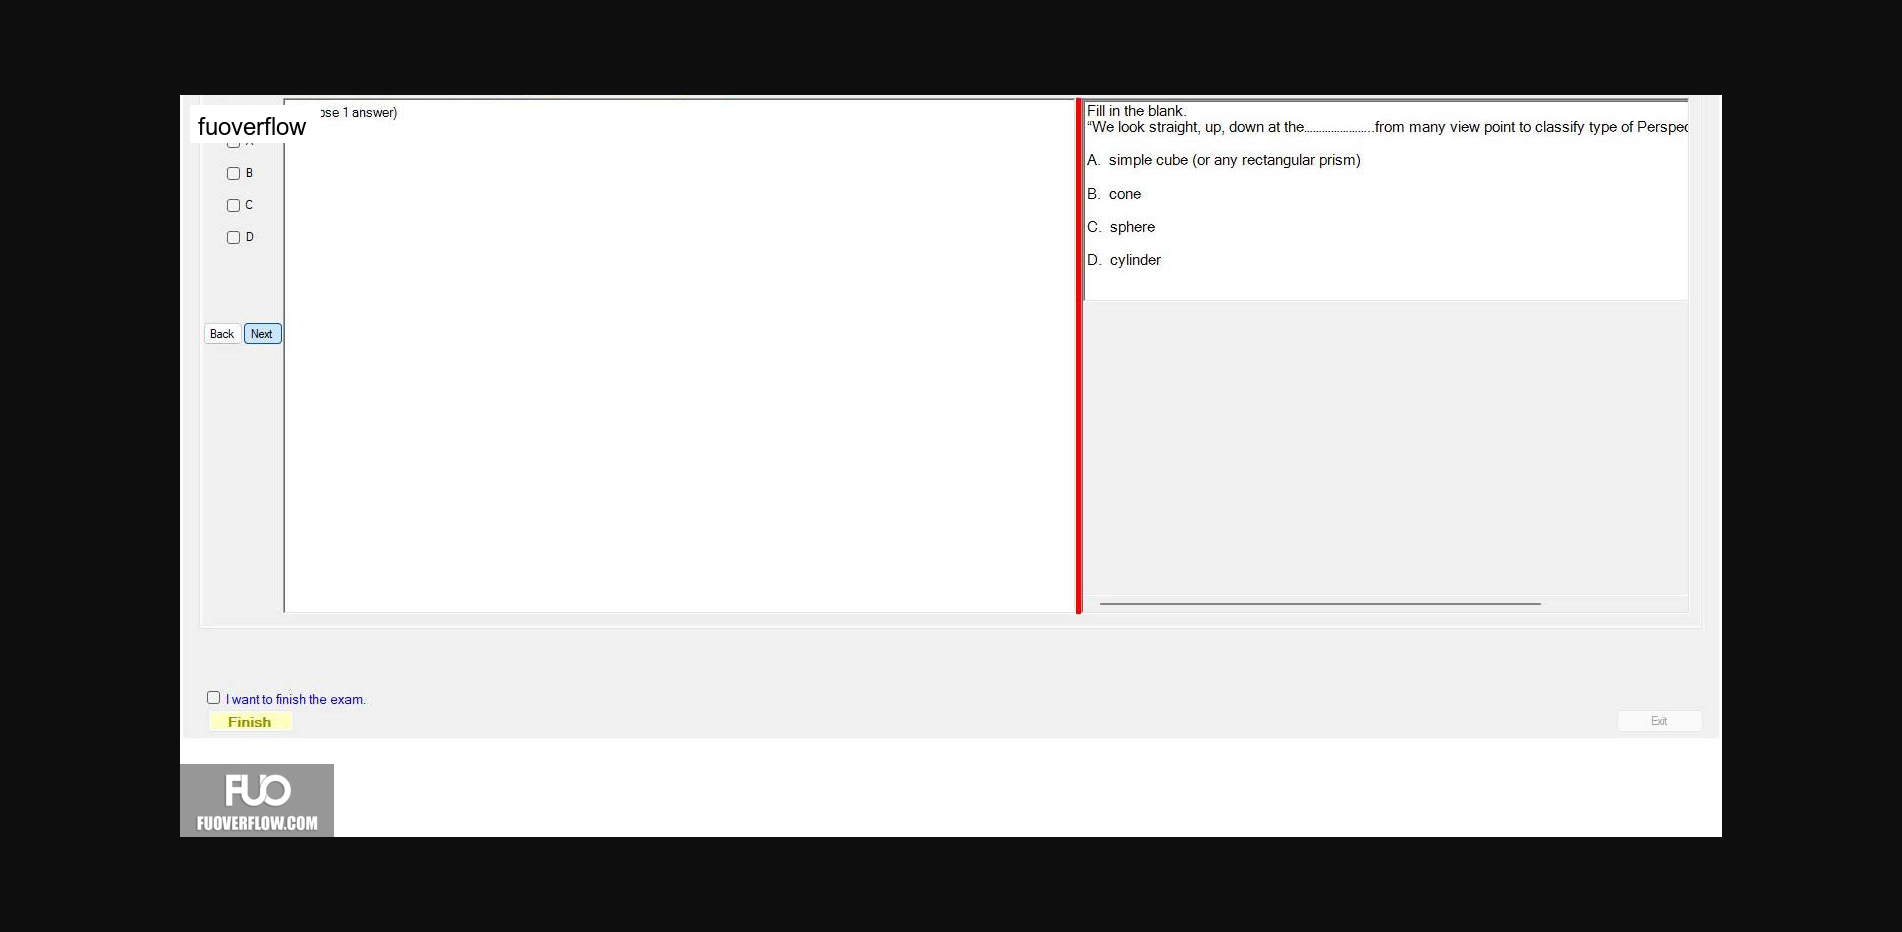 fuoverflow
1 answer)
B
C
D
Back
Next
Fill in the blank.
“We look straight, up, down at the........................from many view point to classify type of
A. simple cube (or any rectangular prism)
B. cone
C. sphere
D. cylinder
I want to finish the exam.
Finish
Exit
FUO
FUOVERFLOW.COM